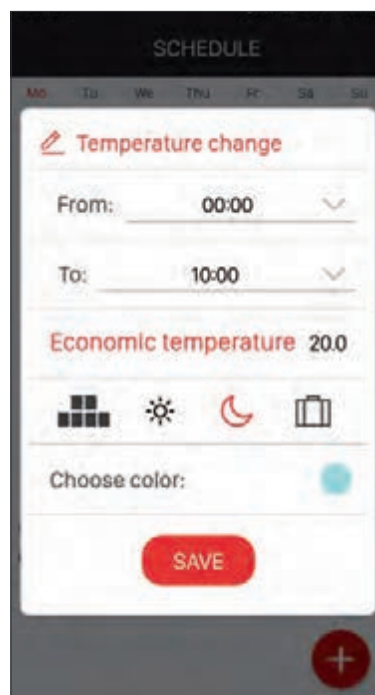 SCHEDULE
Mo Tu We Thu Fr Sa Su
Temperature change
From: 00:00
To: 10:00
Economic temperature 20.0
Choose color:
SAVE